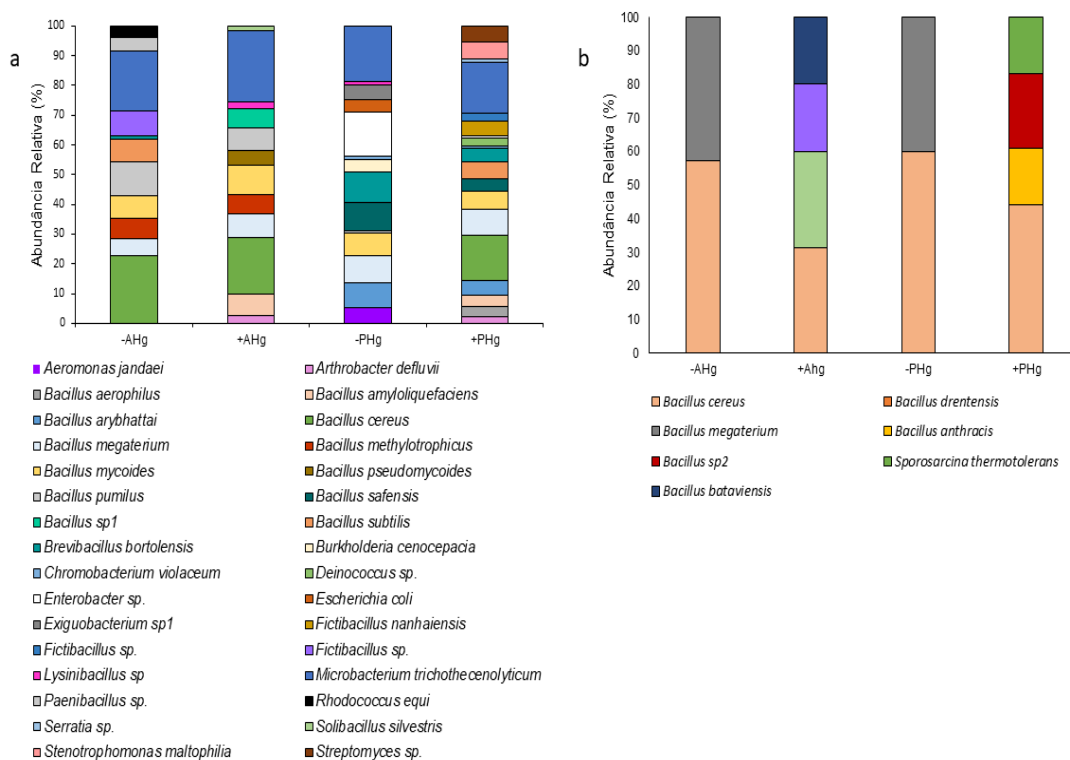 a
Abundância Relativa (%)
100
90
80
70
60
50
40
30
20
10
0
-AHg +AHg -PHg +PHg
Aeromonas jandaei Arthrobacter defluvii
Bacillus aerophilus Bacillus amyloliquefaciens
Bacillus arybhattai Bacillus cereus
Bacillus megaterium Bacillus methylotrophicus
Bacillus mycoides Bacillus pseudomycoides
Bacillus pumilus Bacillus safensis
Bacillus sp1 Bacillus subtilis
Brevibacillus bortolensis Burkholderia cenocepacia
Chromobacterium violaceum Deinococcus sp.
Enterobacter sp. Escherichia coli
Exiguobacterium sp1 Fictibacillus nanhaiensis
Fictibacillus sp. Fictibacillus sp.
Lysinibacillus sp Microbacterium trichothecenolyticum
Paenibacillus sp. Rhodococcus equi
Serratia sp. Solibacillus silvestris
Stenotrophomonas maltophilia Streptomyces sp.
b
Abundância Relativa (%)
100
90
80
70
60
50
40
30
20
10
0
-AHg +Ahg -PHg +PHg
Bacillus cereus Bacillus drentensis
Bacillus megaterium Bacillus anthracis
Bacillus sp2 Sporosarcina thermotolerans
Bacillus bataviensis